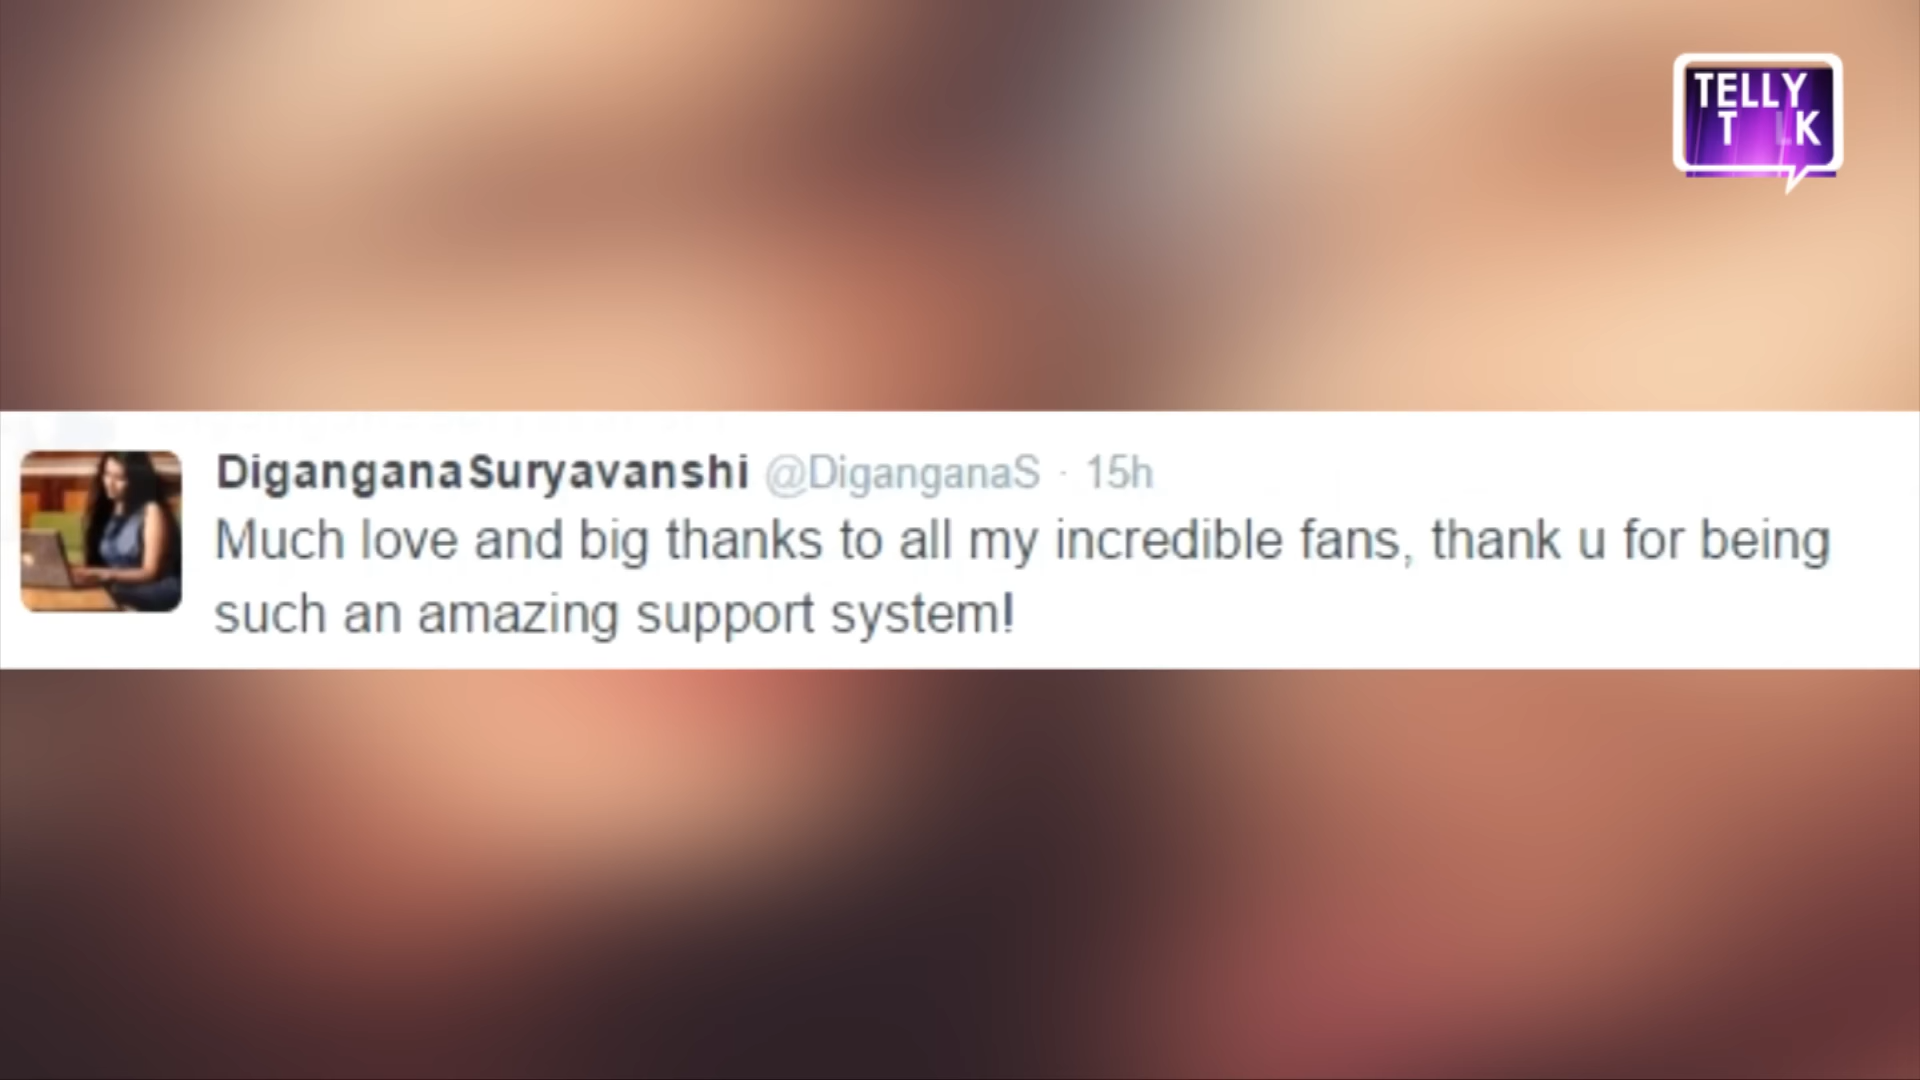 TELLY
T LK
DiganganaSuryavanshi @DiganganaS · 15h
Much love and big thanks to all my incredible fans, thank u for being
such an amazing support system!